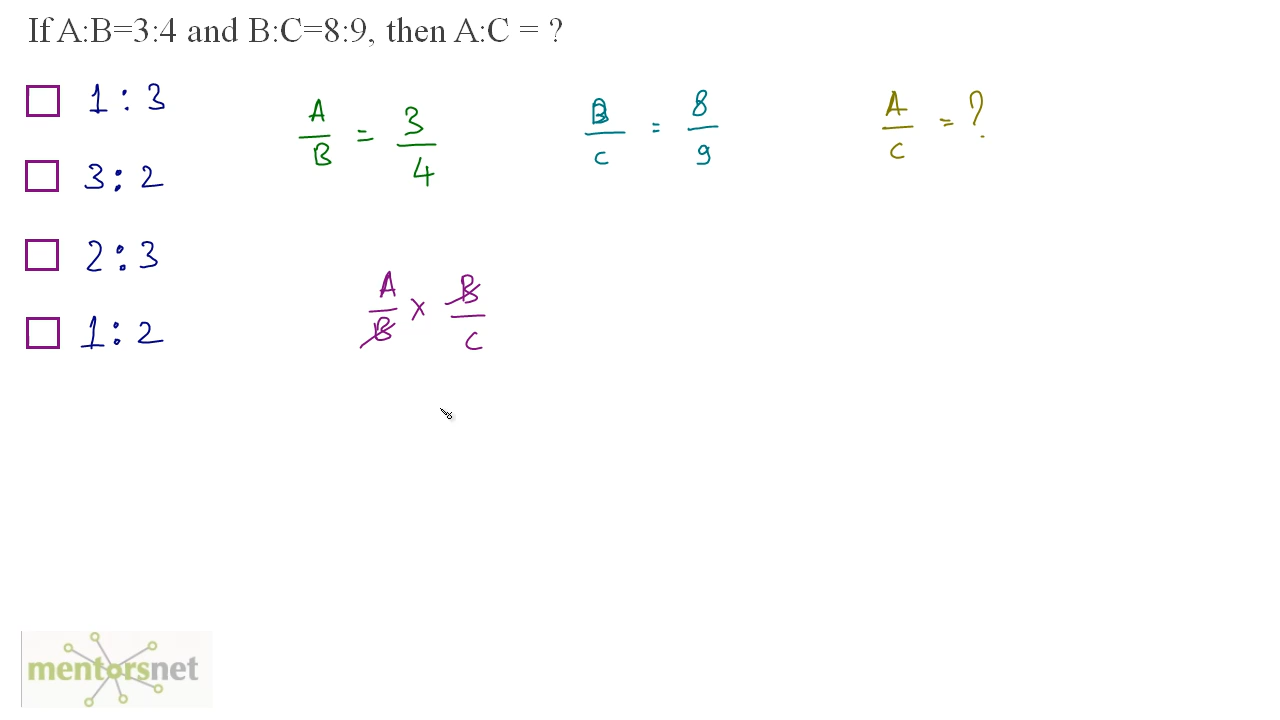 If A:B=3:4 and B:C=8:9, then A:C = ?
1 : 3
3 : 2
2 : 3
1 : 2
A/B = 3/4
B/C = 8/9
A/C = ?
A/B × B/C
mentorsnet